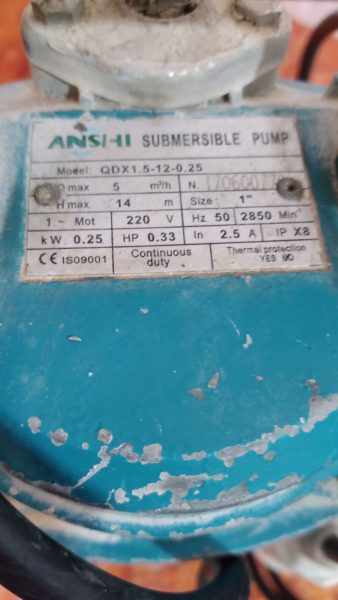 ANSHI SUBMERSIBLE PUMP
Model: QDX1.5-12-0.25
max 5 m³/h N
H max 14 m Size: 1"
1 ~ Mot 220 V Hz 50 2850 Min⁻
kW 0.25 HP 0.33 In 2.5 A IP X8
CE ISO9001 Continuous duty Thermal protection YES